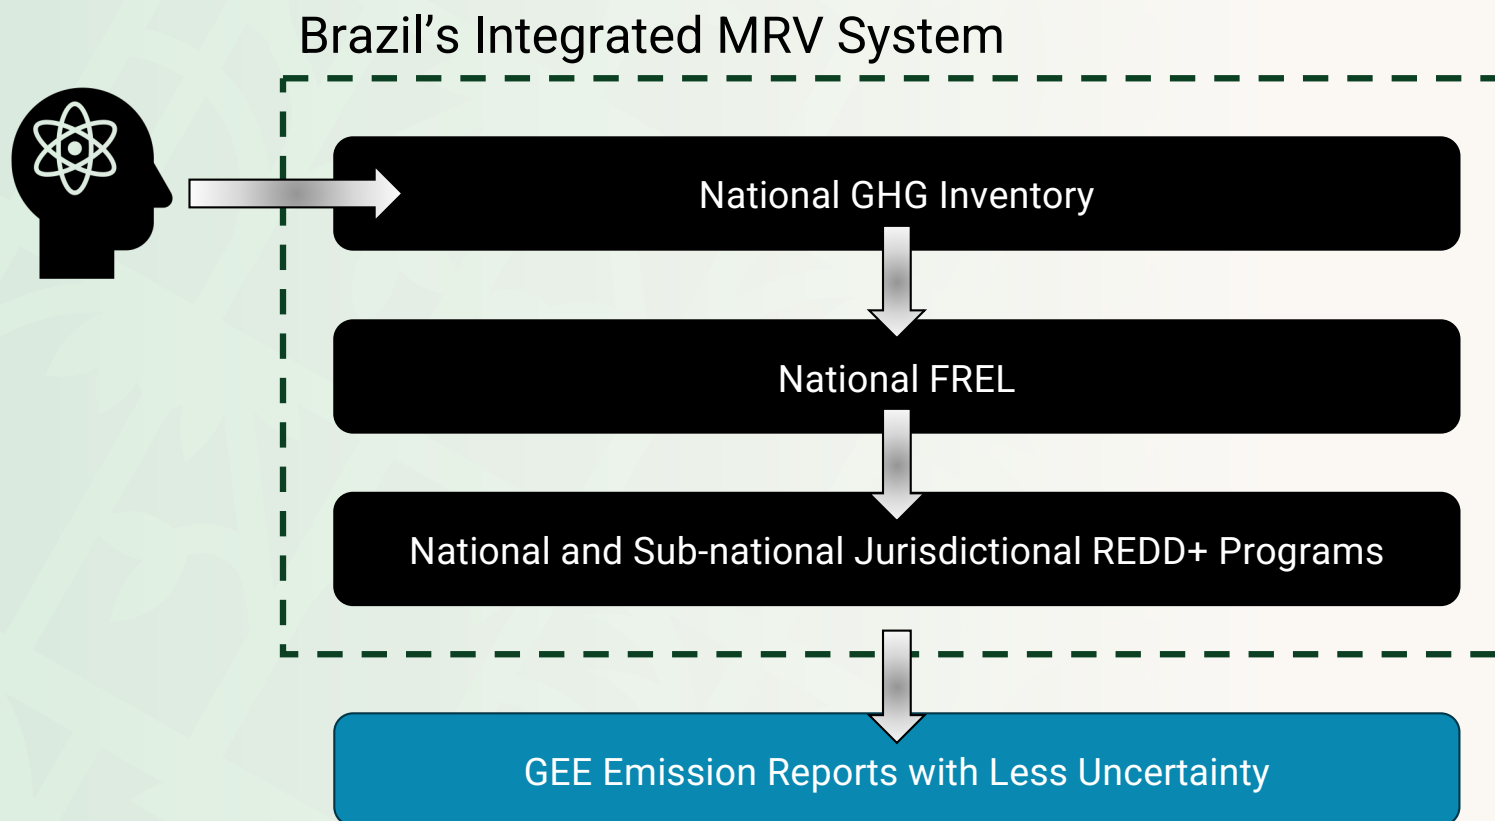 Brazil’s Integrated MRV System
National GHG Inventory
National FREL
National and Sub-national Jurisdictional REDD+ Programs
GEE Emission Reports with Less Uncertainty